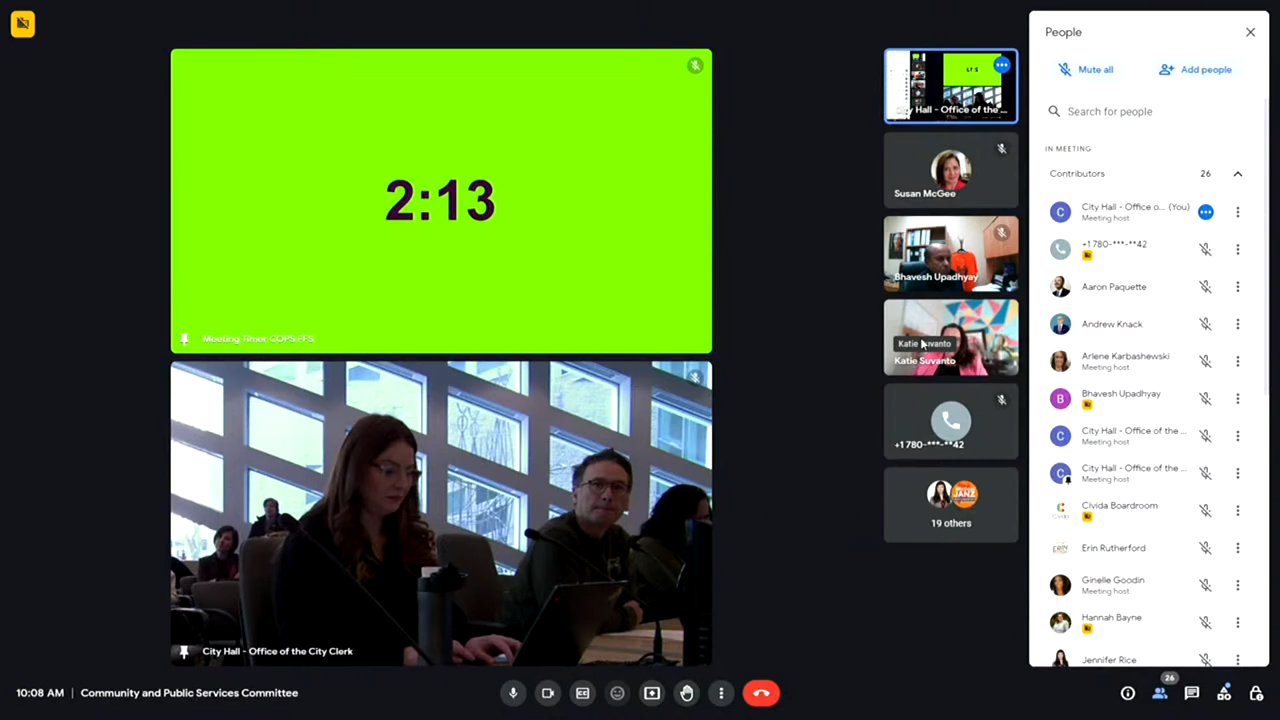 2:13
Meeting Timer COPS PFS
City Hall - Office of the City Clerk
City Hall - Office of the ...
Susan McGee
Bhavesh Upadhyay
Katie Suvanto
Katie Suvanto
+1 780-***-**42
19 others
People
Mute all
Add people
Search for people
IN MEETING
Contributors 26
City Hall - Office o... (You)
Meeting host
+1 780-***-**42
Aaron Paquette
Andrew Knack
Arlene Karbashewski
Meeting host
Bhavesh Upadhyay
City Hall - Office of the ...
Meeting host
City Hall - Office of the ...
Meeting host
Civida Boardroom
Erin Rutherford
Ginelle Goodin
Meeting host
Hannah Bayne
Jennifer Rice
10:08 AM | Community and Public Services Committee
26